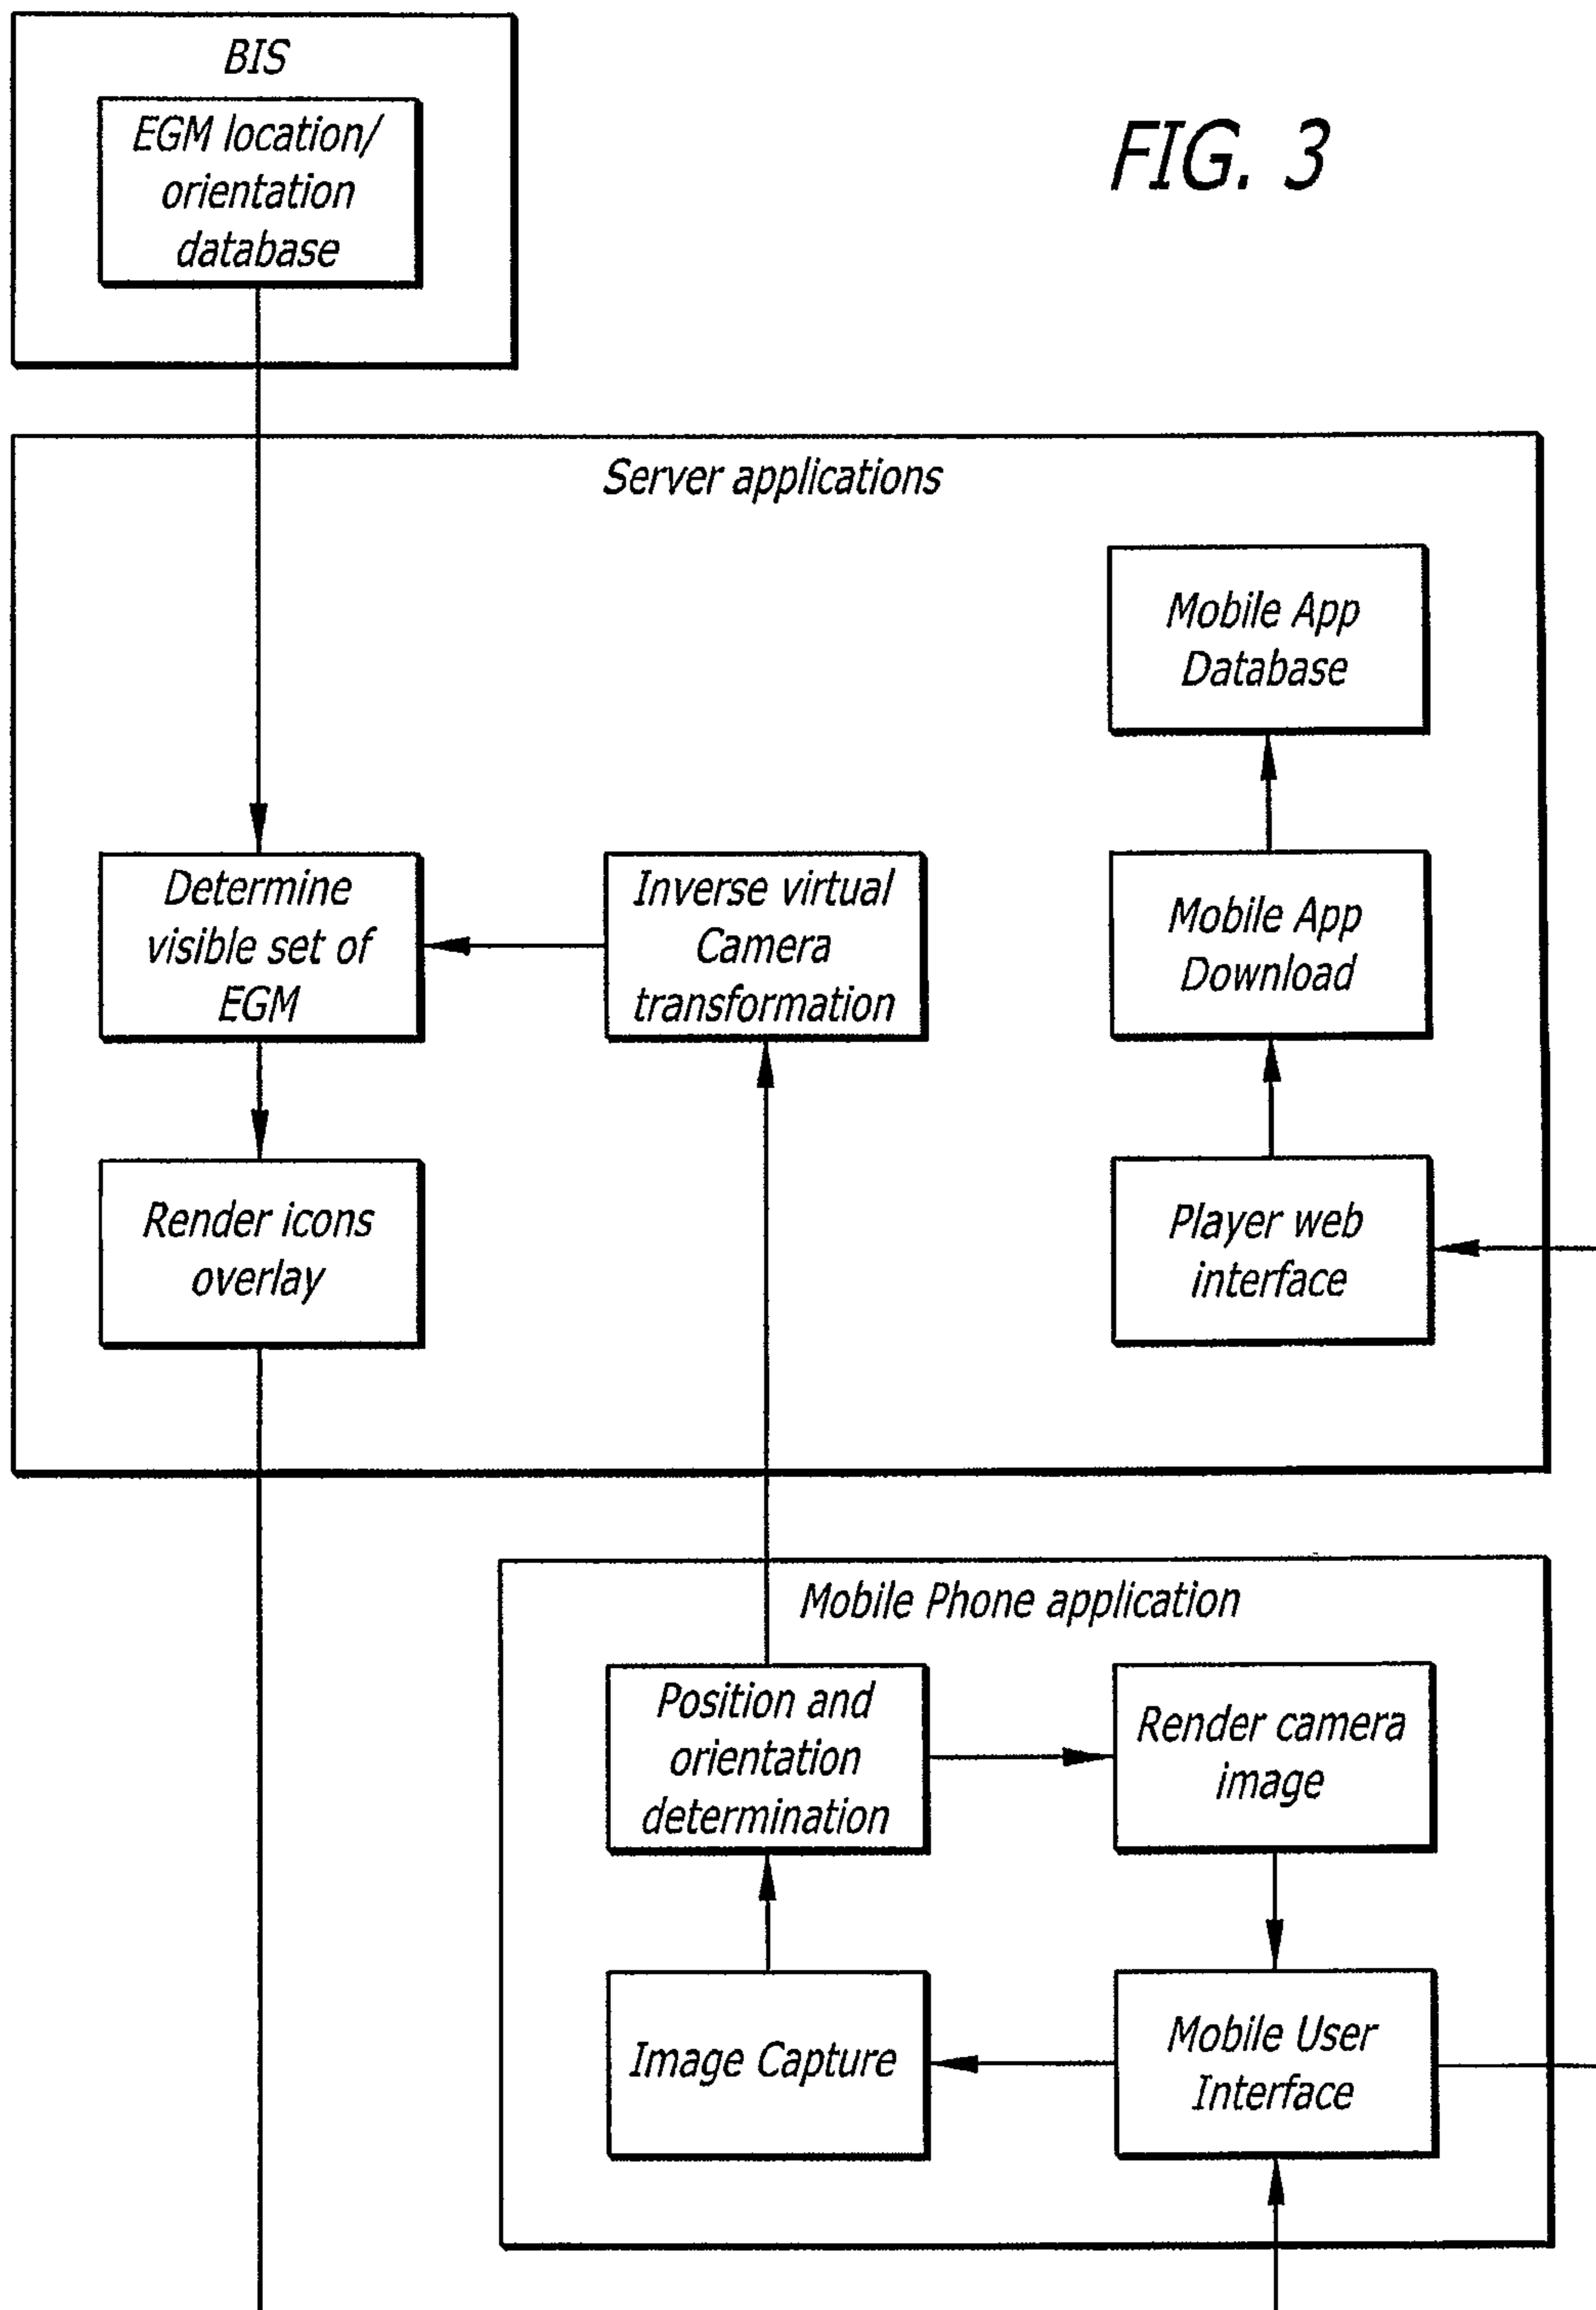 BIS
EGM location/
orientation
database
FIG. 3
Server applications
Mobile App
Database
Determine
visible set of
EGM
Inverse virtual
Camera
transformation
Mobile App
Download
Render icons
overlay
Player web
interface
Mobile Phone application
Position and
orientation
determination
Render camera
image
Image Capture
Mobile User
Interface